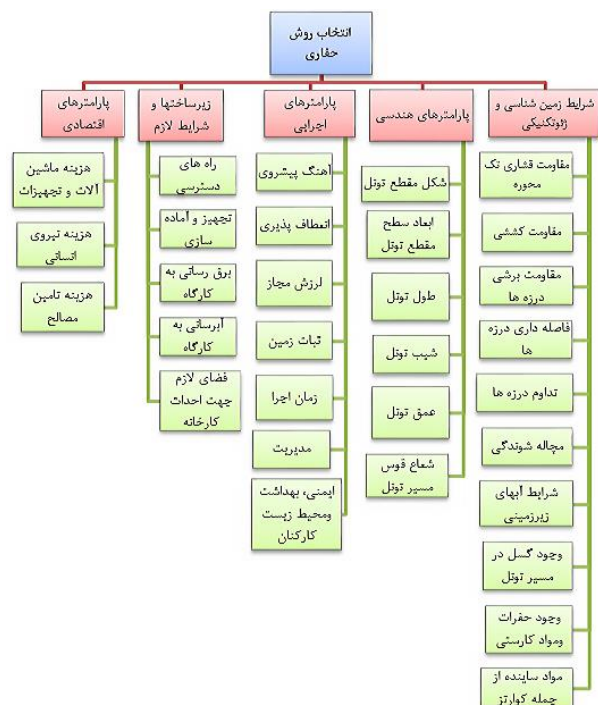 انتخاب روش
حفاری
شرایط زمین شناسی و
ژئوتکنیکی
مقاومت فشاری تک
محوره
مقاومت کششی
مقاومت برشی
درزه ها
فاصله داری درزه
ها
تداوم درزه ها
مچاله شوندگی
شرایط آبهای
زیرزمینی
وجود گسل در
مسیر تونل
وجود حفرات
ومواد کارستی
مواد ساینده از
جمله کوارتز
پارامترهای هندسی
شکل مقطع تونل
ابعاد سطح
مقطع تونل
طول تونل
شیب تونل
عمق تونل
شعاع قوس
مسیر تونل
پارامترهای
اجرایی
آهنگ پیشروی
انعطاف پذیری
لرزش مجاز
ثبات زمین
زمان اجرا
مدیریت
ایمنی، بهداشت
ومحیط زیست
کارکنان
زیرساختها و
شرایط لازم
راه های
دسترسی
تجهیز و آماده
سازی
برق رسانی به
کارگاه
آبرسانی به
کارگاه
فضای لازم
جهت احداث
کارخانه
پارامترهای
اقتصادی
هزینه ماشین
آلات و تجهیزات
هزینه نیروی
انسانی
هزینه تامین
مصالح